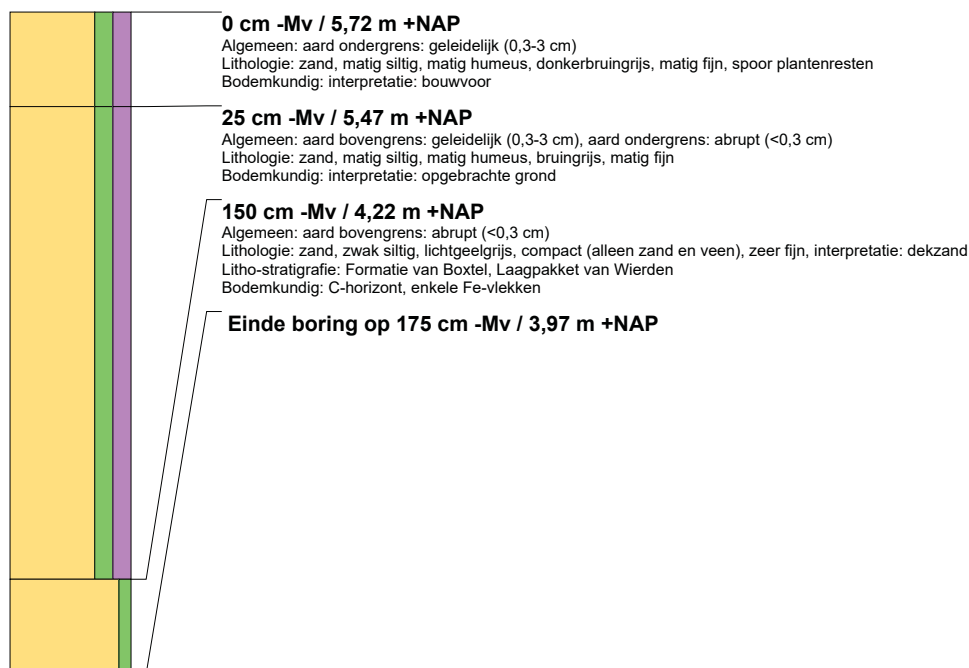 0 cm -Mv / 5,72 m +NAP
Algemeen: aard ondergrens: geleidelijk (0,3-3 cm)
Lithologie: zand, matig siltig, matig humeus, donkerbruingrijs, matig fijn, spoor plantenresten
Bodemkundig: interpretatie: bouwvoor
25 cm -Mv / 5,47 m +NAP
Algemeen: aard bovengrens: geleidelijk (0,3-3 cm), aard ondergrens: abrupt (<0,3 cm)
Lithologie: zand, matig siltig, matig humeus, bruingrijs, matig fijn
Bodemkundig: interpretatie: opgebrachte grond
150 cm -Mv / 4,22 m +NAP
Algemeen: aard bovengrens: abrupt (<0,3 cm)
Lithologie: zand, zwak siltig, lichtgeelgrijs, compact (alleen zand en veen), zeer fijn, interpretatie: dekzand
Litho-stratigrafie: Formatie van Boxtel, Laagpakket van Wierden
Bodemkundig: C-horizont, enkele Fe-vlekken
Einde boring op 175 cm -Mv / 3,97 m +NAP